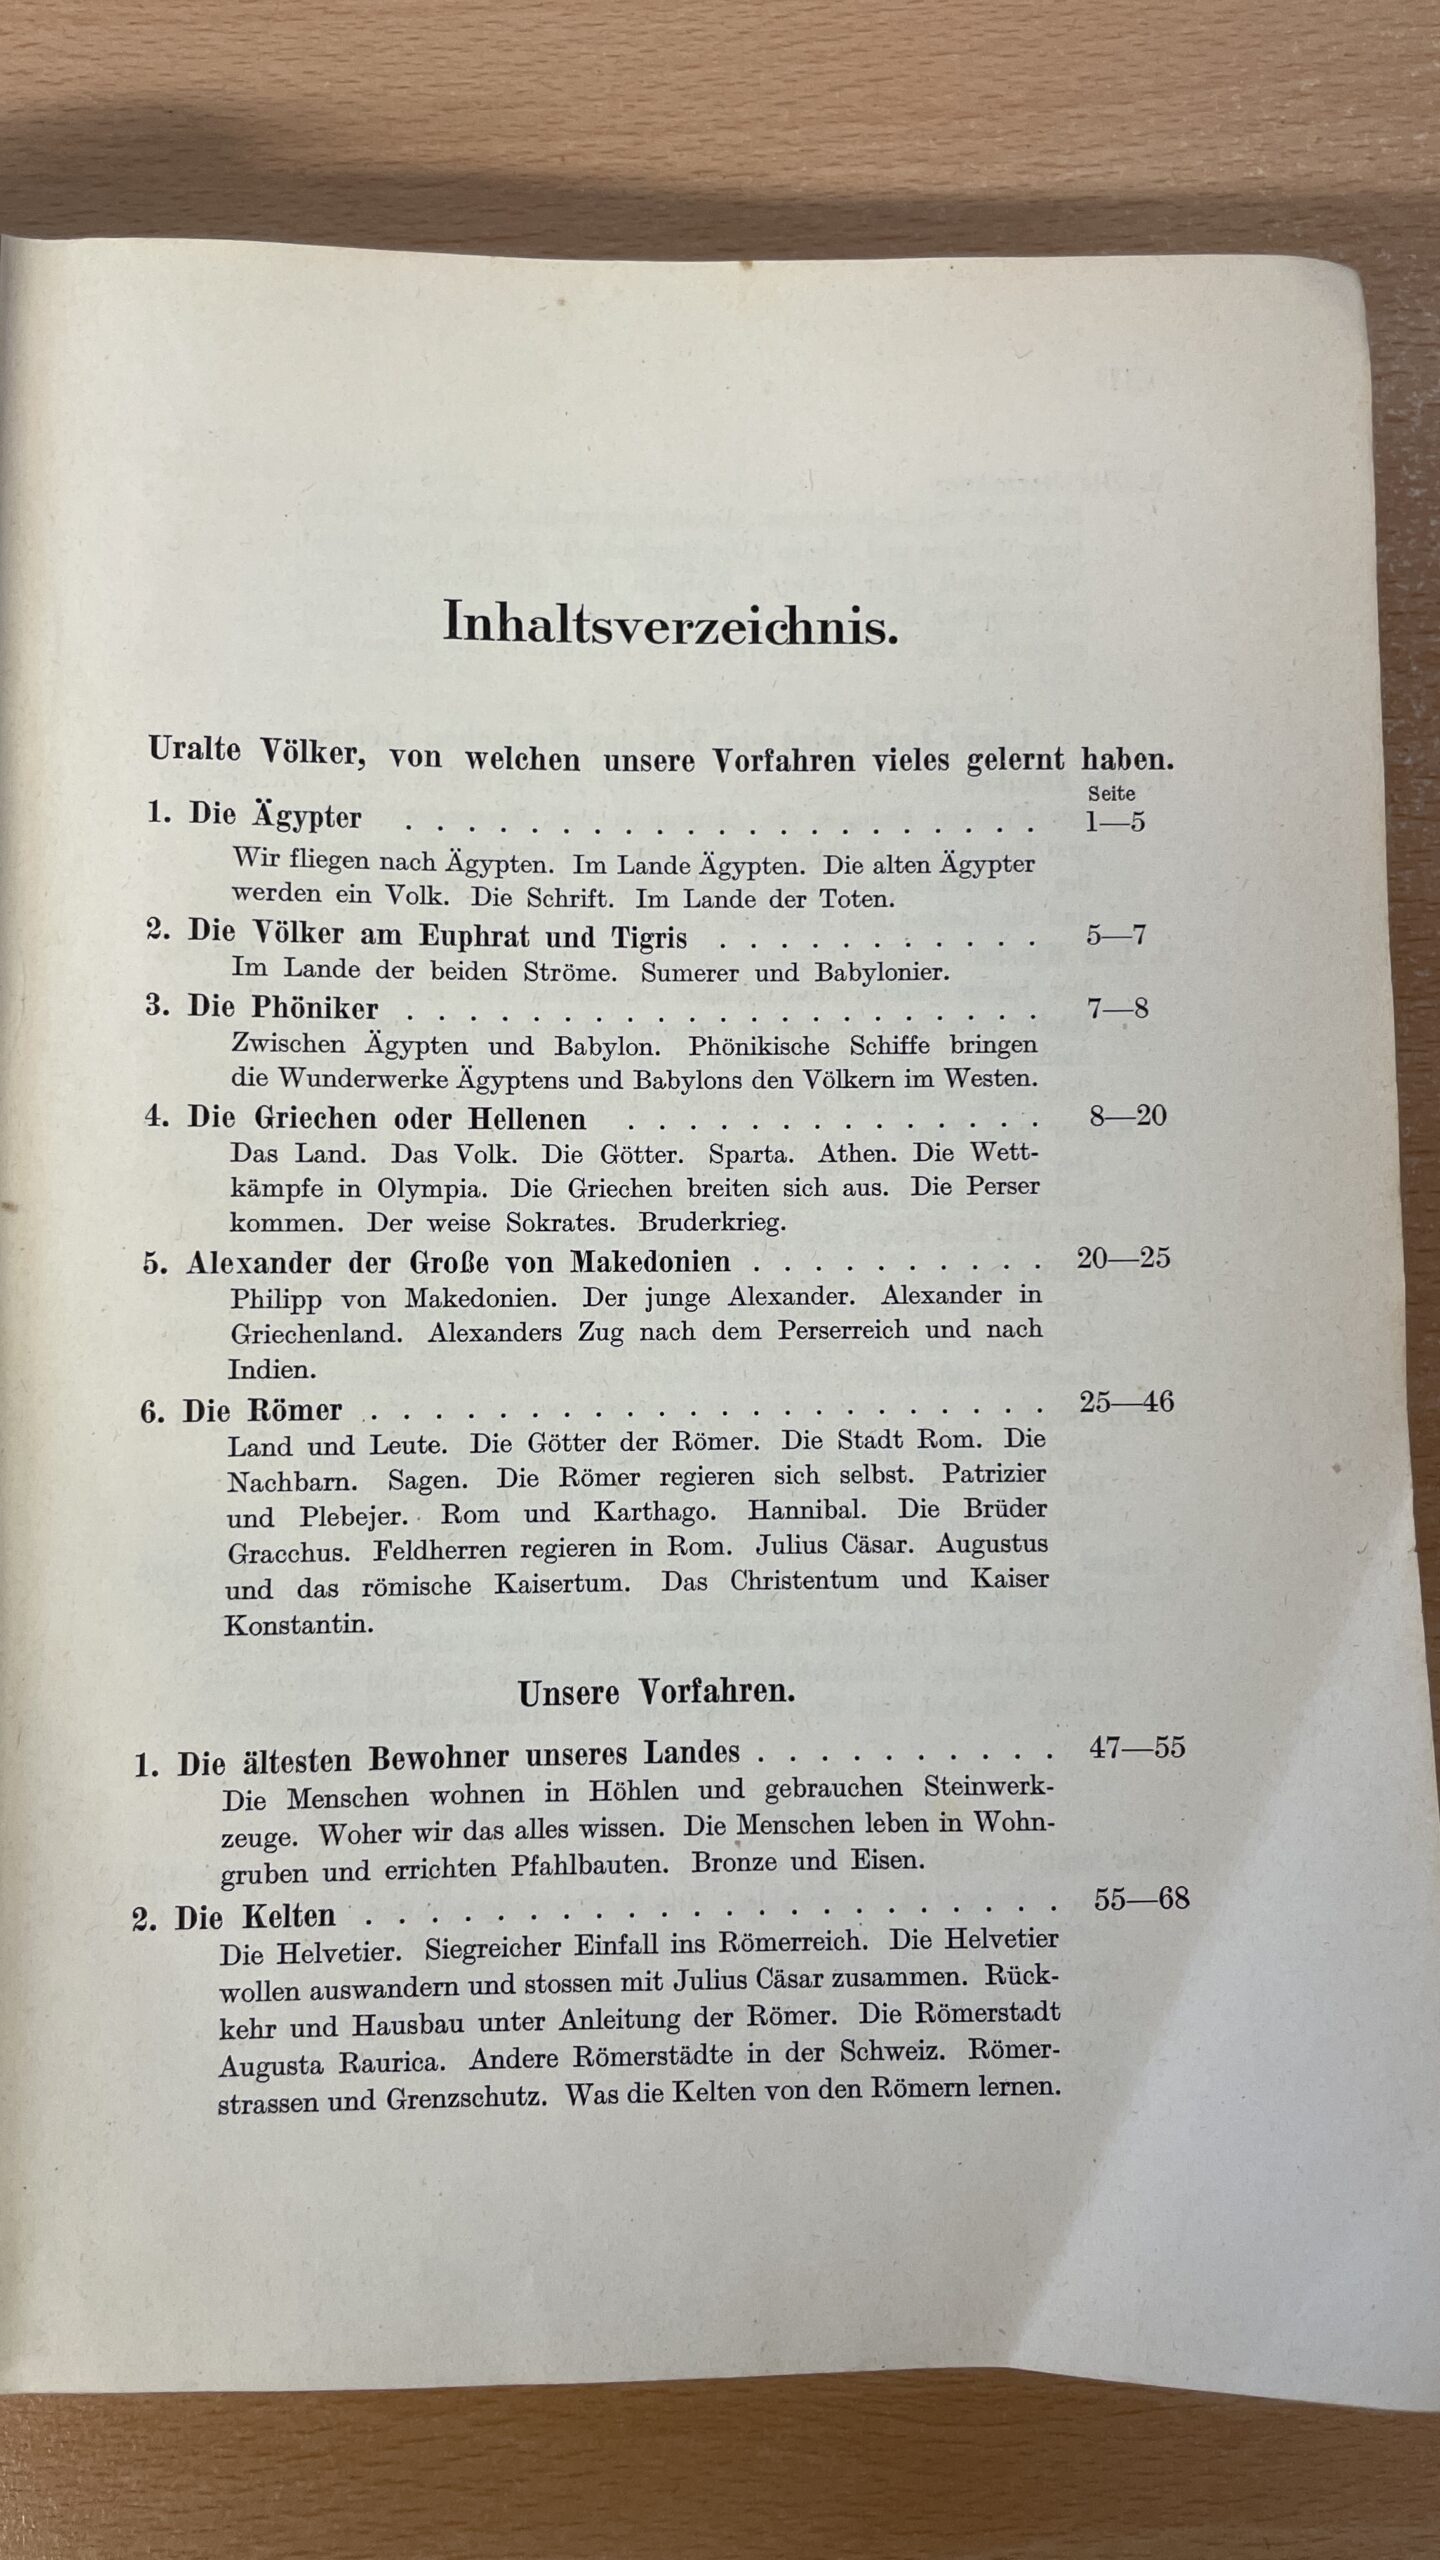 Inhaltsverzeichnis.
Uralte Völker, von welchen unsere Vorfahren vieles gelernt haben.
Seite
1. Die Ägypter . . . . . . . . . . . . . . . . . . . . . 1—5
Wir fliegen nach Ägypten. Im Lande Ägypten. Die alten Ägypter
werden ein Volk. Die Schrift. Im Lande der Toten.
2. Die Völker am Euphrat und Tigris . . . . . . . . . . . 5—7
Im Lande der beiden Ströme. Sumerer und Babylonier.
3. Die Phöniker . . . . . . . . . . . . . . . . . . . . . 7—8
Zwischen Ägypten und Babylon. Phönikische Schiffe bringen
die Wunderwerke Ägyptens und Babylons den Völkern im Westen.
4. Die Griechen oder Hellenen . . . . . . . . . . . . . . 8—20
Das Land. Das Volk. Die Götter. Sparta. Athen. Die Wett-
kämpfe in Olympia. Die Griechen breiten sich aus. Die Perser
kommen. Der weise Sokrates. Bruderkrieg.
5. Alexander der Große von Makedonien . . . . . . . . . . 20—25
Philipp von Makedonien. Der junge Alexander. Alexander in
Griechenland. Alexanders Zug nach dem Perserreich und nach
Indien.
6. Die Römer . . . . . . . . . . . . . . . . . . . . . . 25—46
Land und Leute. Die Götter der Römer. Die Stadt Rom. Die
Nachbarn. Sagen. Die Römer regieren sich selbst. Patrizier
und Plebejer. Rom und Karthago. Hannibal. Die Brüder
Gracchus. Feldherren regieren in Rom. Julius Cäsar. Augustus
und das römische Kaisertum. Das Christentum und Kaiser
Konstantin.
Unsere Vorfahren.
1. Die ältesten Bewohner unseres Landes . . . . . . . . . . 47—55
Die Menschen wohnen in Höhlen und gebrauchen Steinwerk-
zeuge. Woher wir das alles wissen. Die Menschen leben in Wohn-
gruben und errichten Pfahlbauten. Bronze und Eisen.
2. Die Kelten . . . . . . . . . . . . . . . . . . . . . . 55—68
Die Helvetier. Siegreicher Einfall ins Römerreich. Die Helvetier
wollen auswandern und stossen mit Julius Cäsar zusammen. Rück-
kehr und Hausbau unter Anleitung der Römer. Die Römerstadt
Augusta Raurica. Andere Römerstädte in der Schweiz. Römer-
strassen und Grenzschutz. Was die Kelten von den Römern lernen.